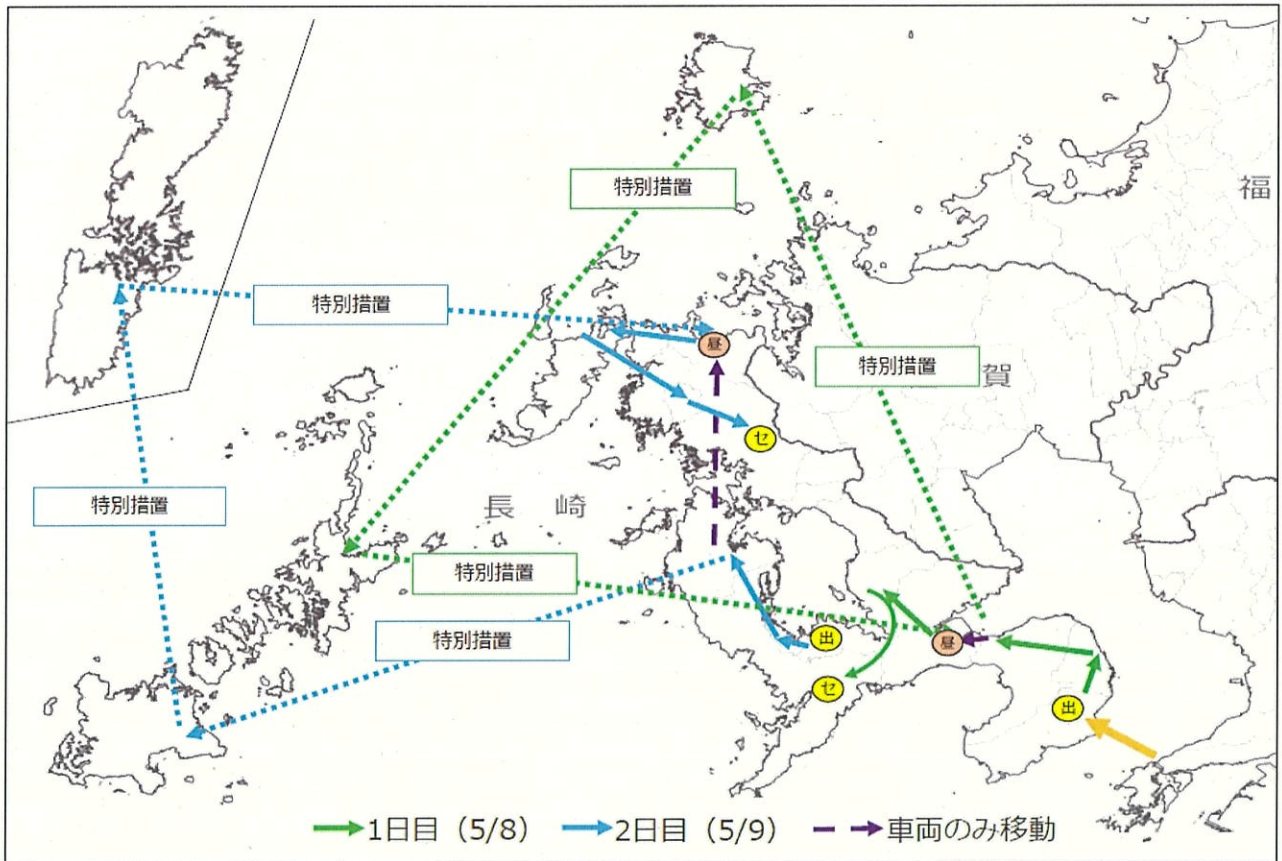 特別措置
福
特別措置
昼
特別措置
賀
セ
特別措置
長 崎
特別措置
特別措置
出
昼
セ
出
1日目（5/8）
2日目（5/9）
車両のみ移動